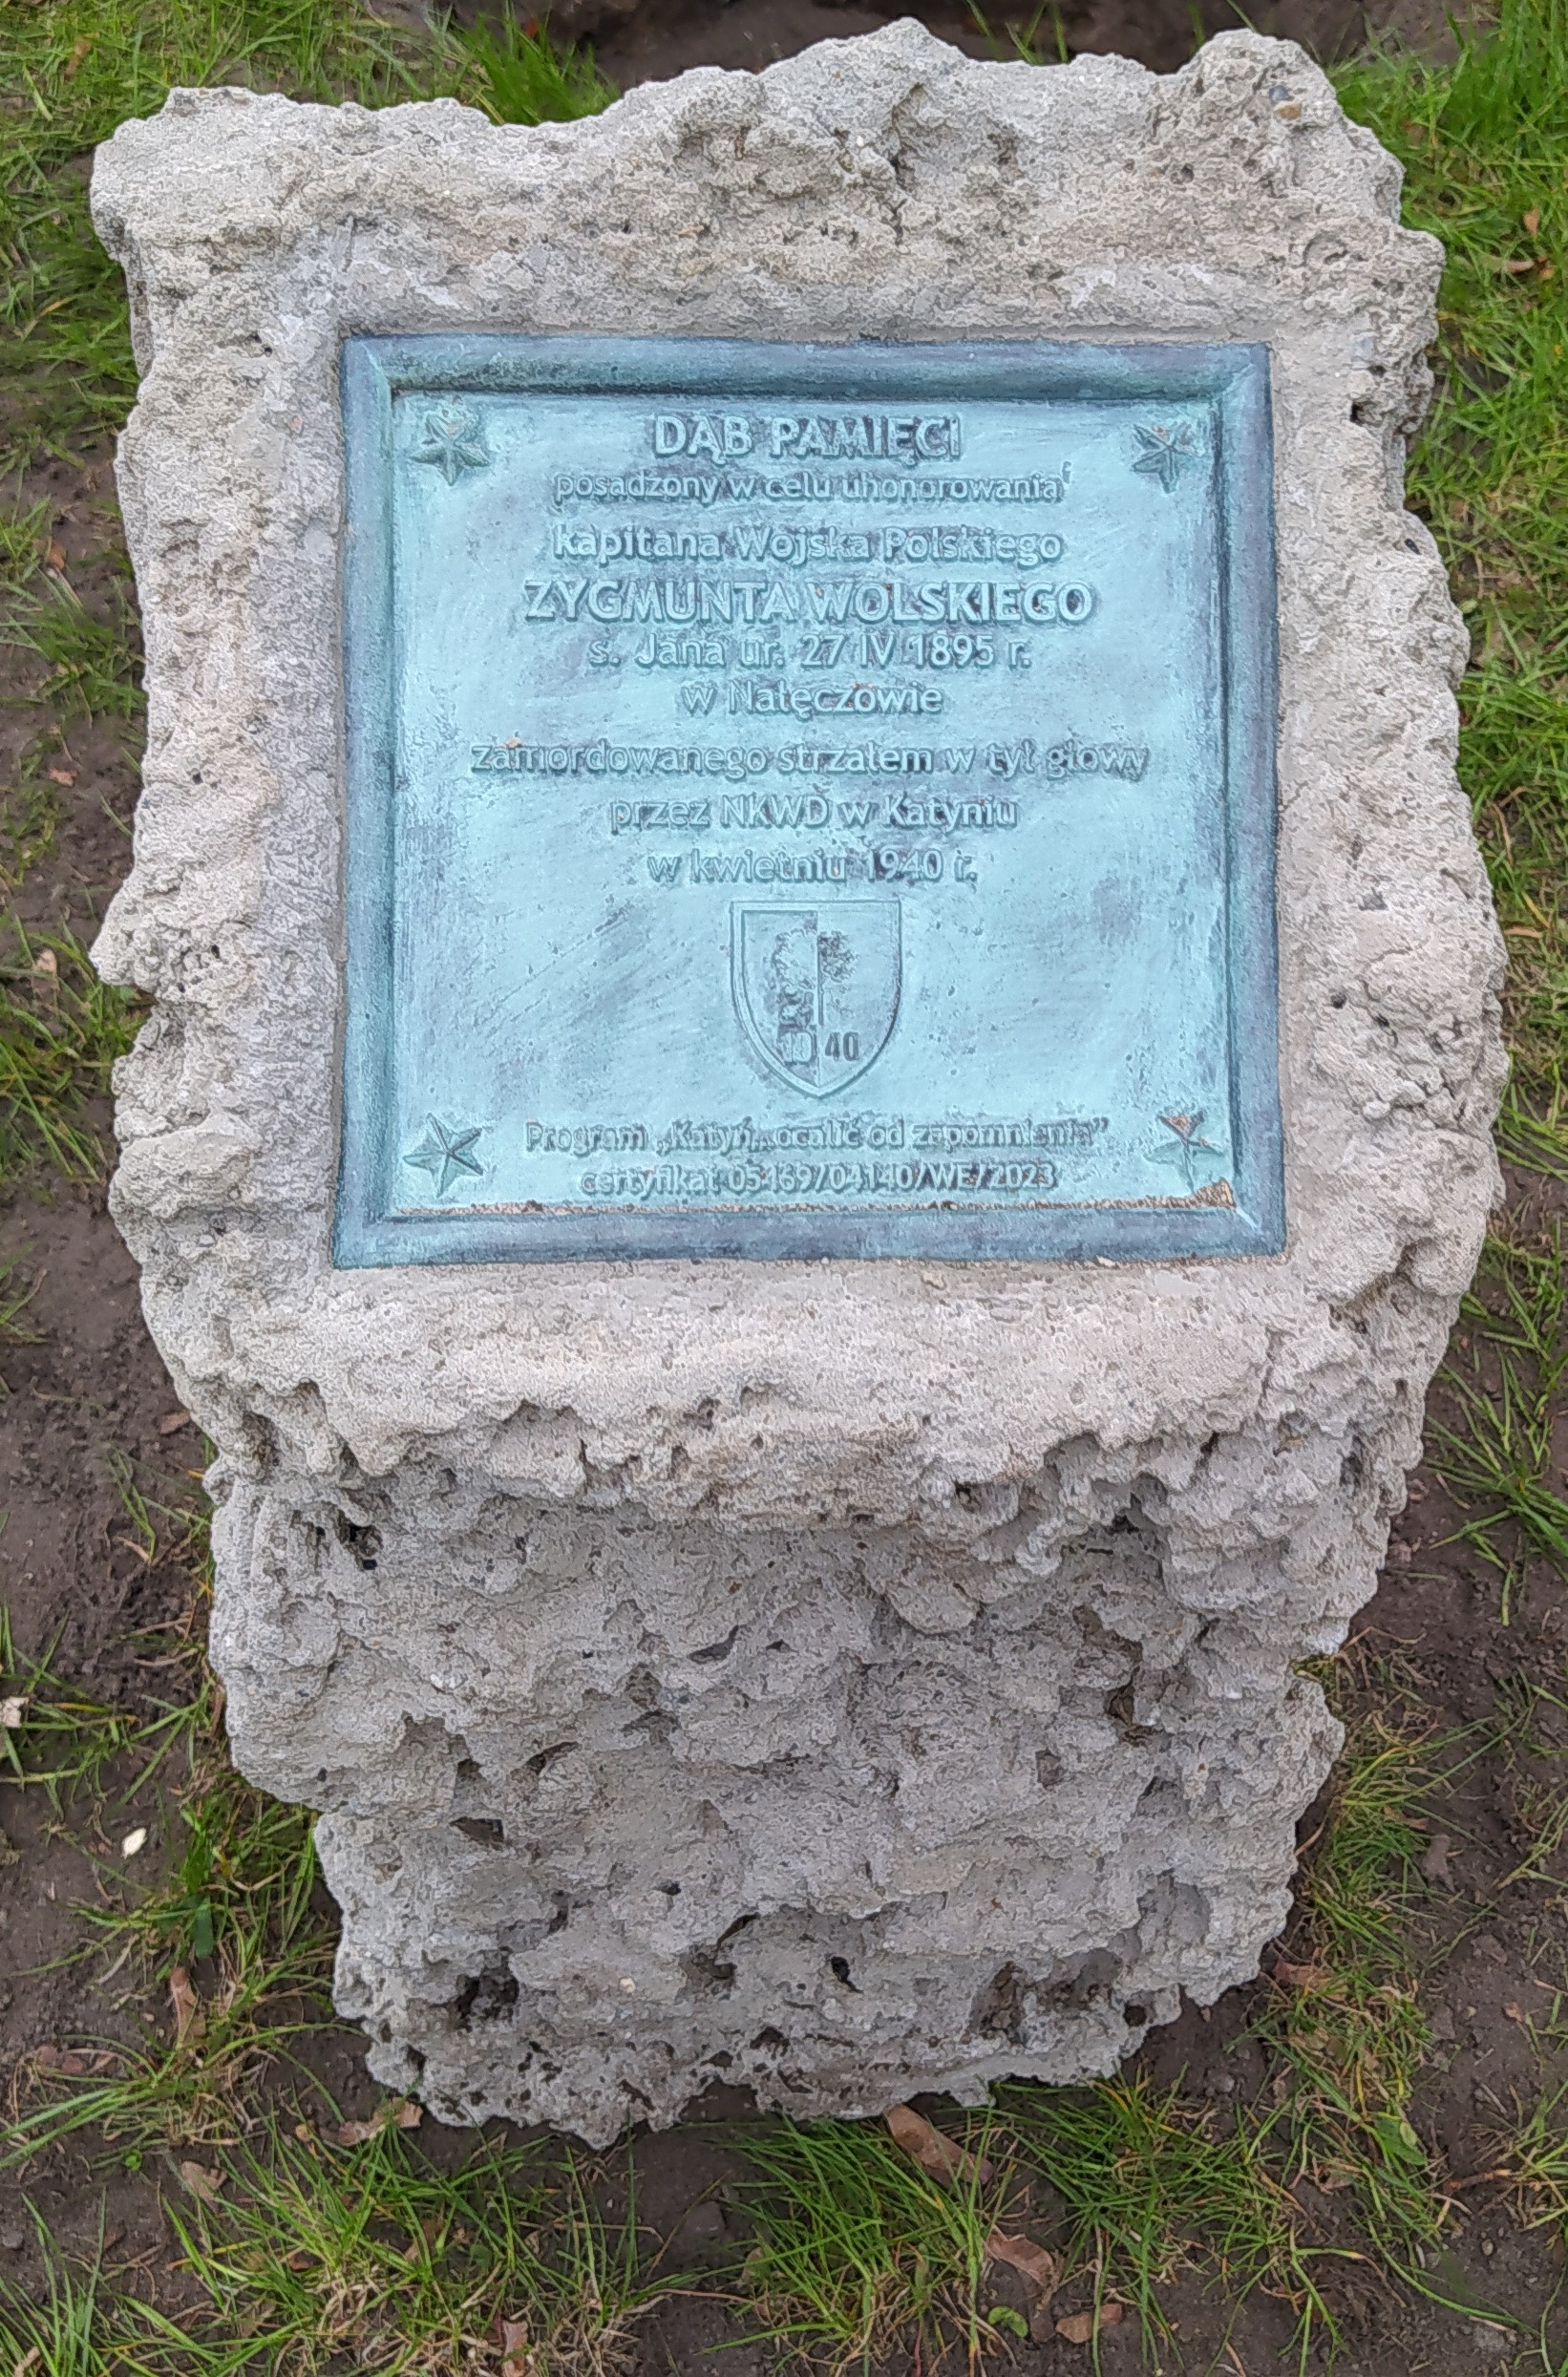 DĄB PAMIĘCI
posadzony w celu uhonorowania
kapitana Wojska Polskiego
ZYGMUNTA WOLSKIEGO
s. Jana ur. 27 IV 1895 r.
w Nałęczowie
zamordowanego strzałem w tył głowy
przez NKWD w Katyniu
w kwietniu 1940 r.
19 40
Program „Katyń... ocalić od zapomnienia”
certyfikat 05439/04140/WE/2023